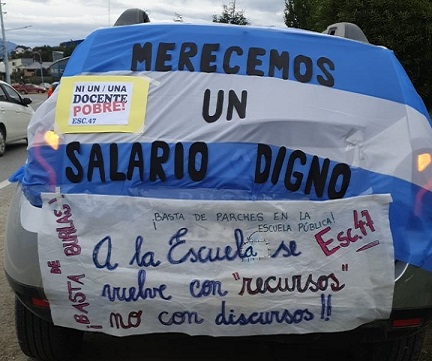 MERECEMOS
UN
SALARIO DIGNO
NI UN / UNA
DOCENTE
POBRE!
ESC.47
¡BASTA DE PARCHES EN LA
ESCUELA PÚBLICA!
Esc. 47
A la Escuela se
vuelve con "recursos"
¡no con discursos!!
¡BASTA DE BURLAS!